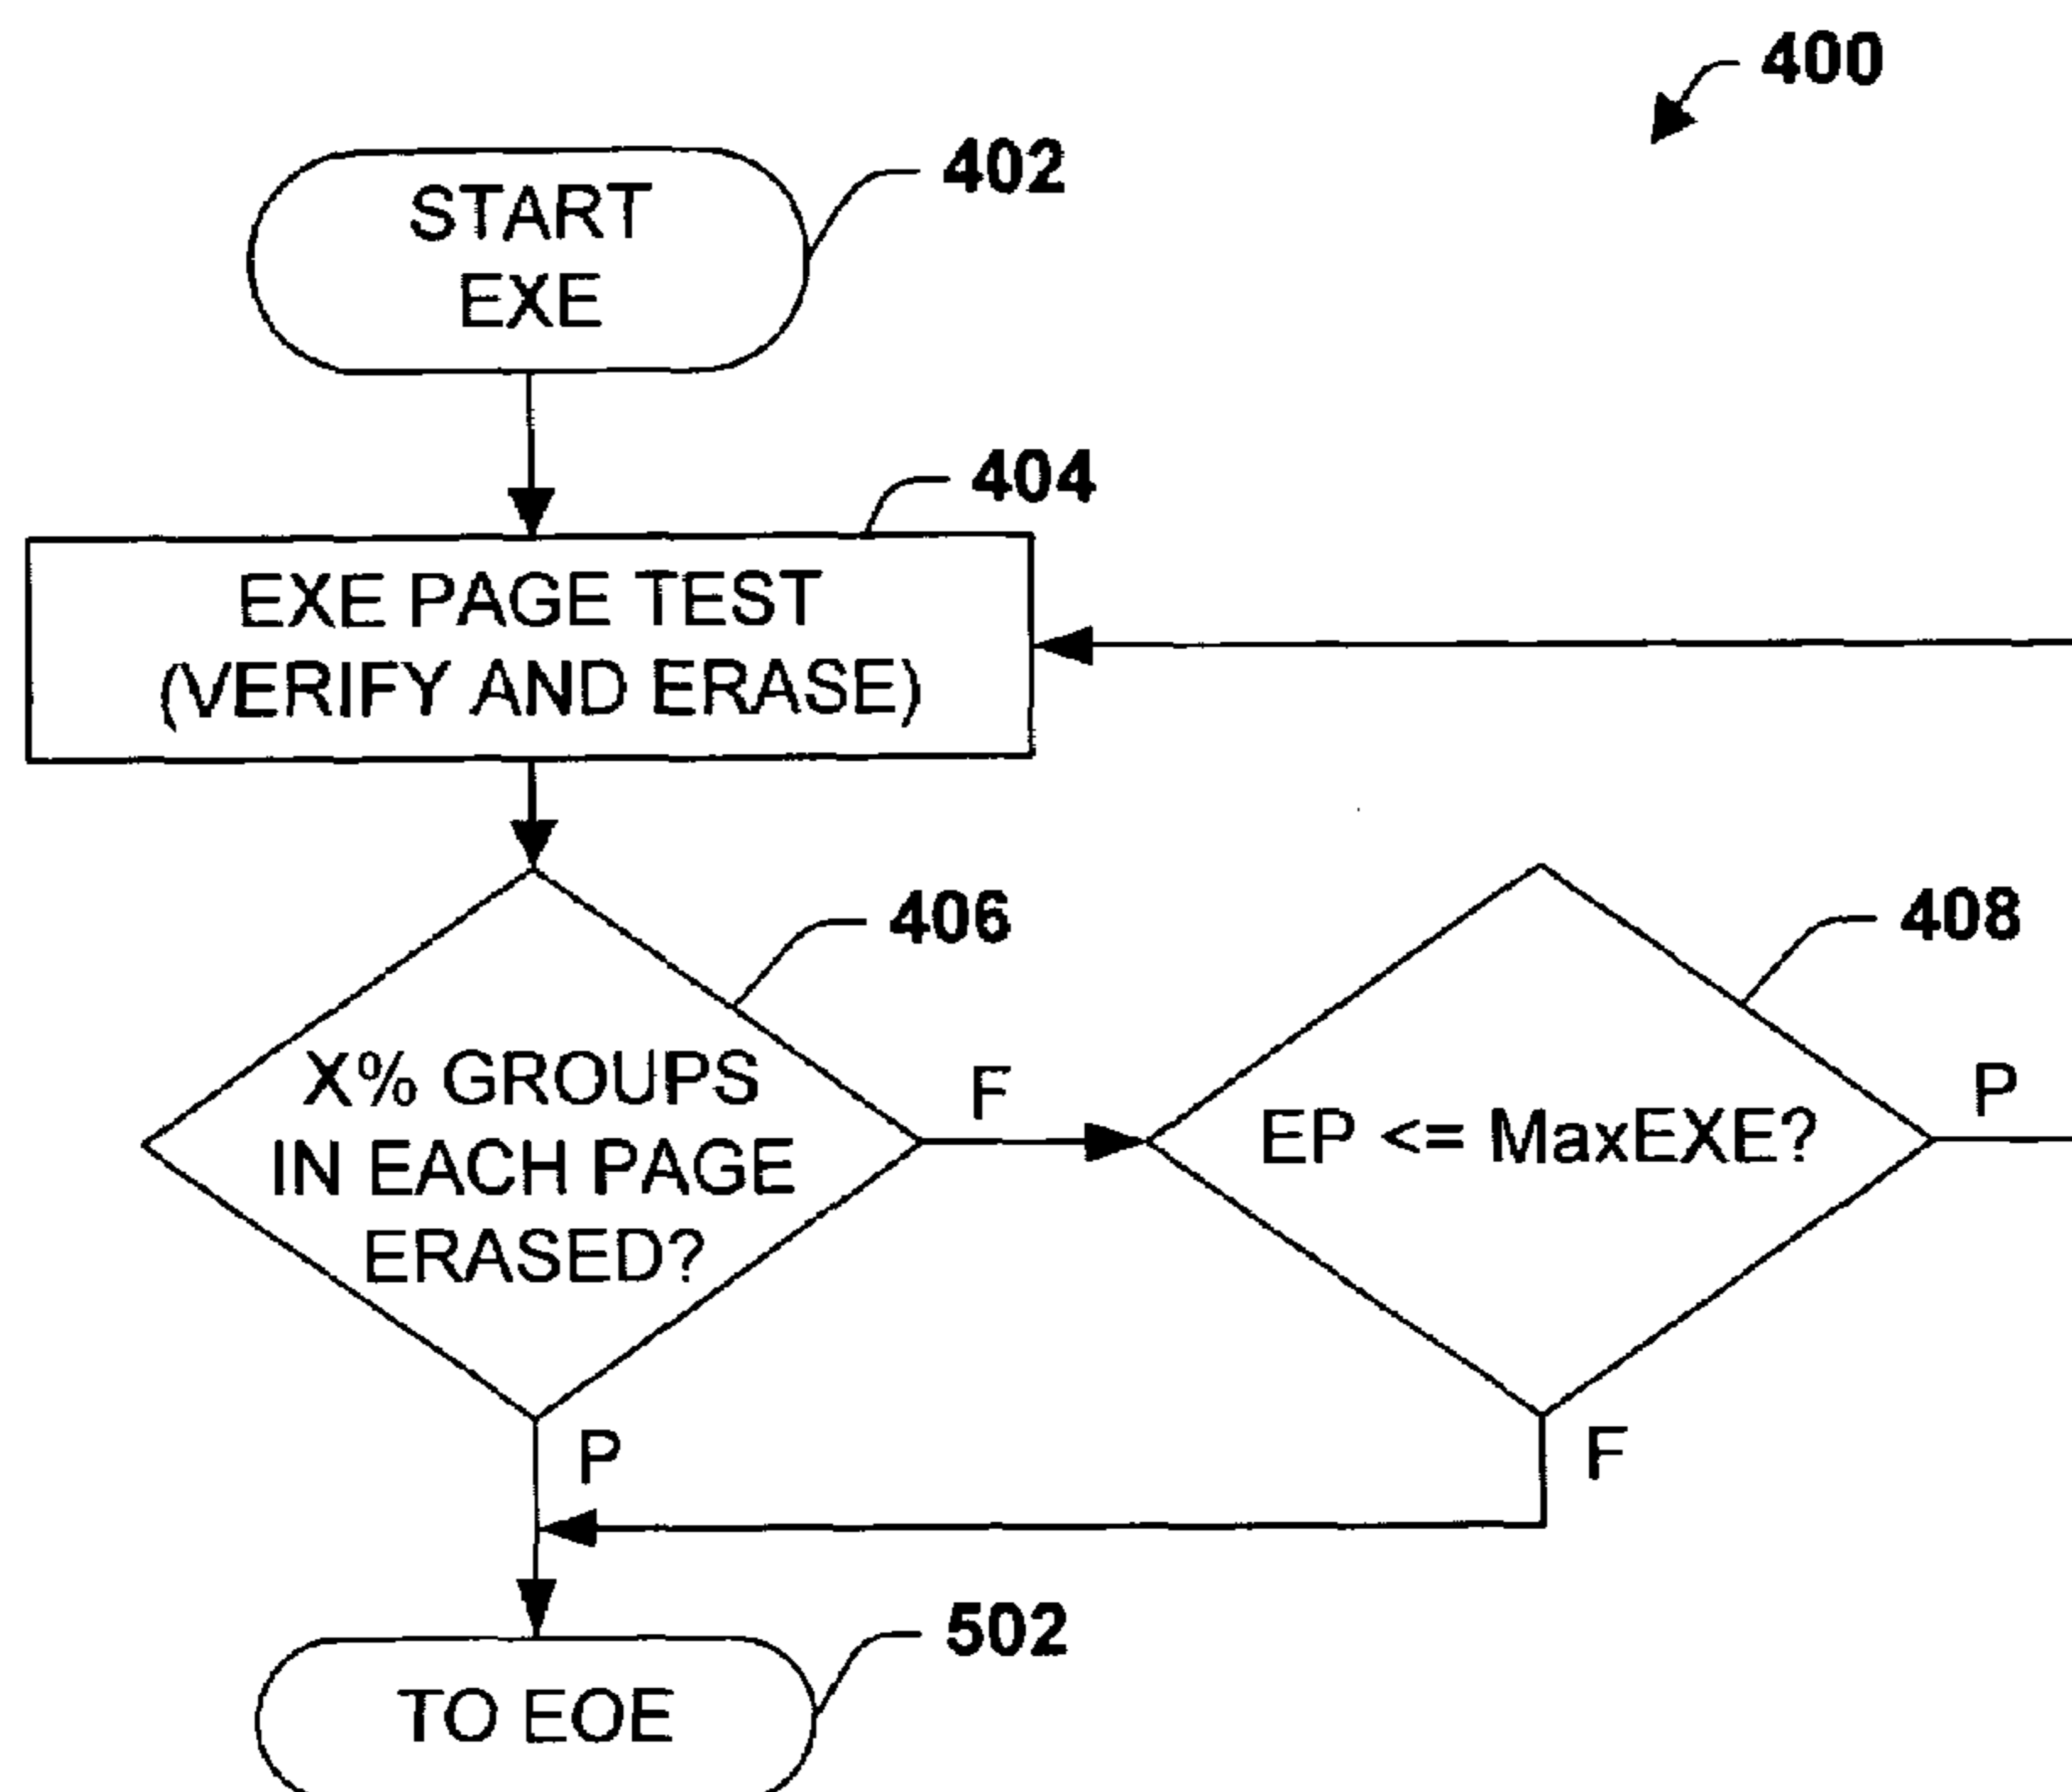 400
402
START
EXE
404
EXE PAGE TEST
(VERIFY AND ERASE)
406
408
X% GROUPS
IN EACH PAGE
ERASED?
F
EP <= MaxEXE?
P
P
F
502
TO EOE